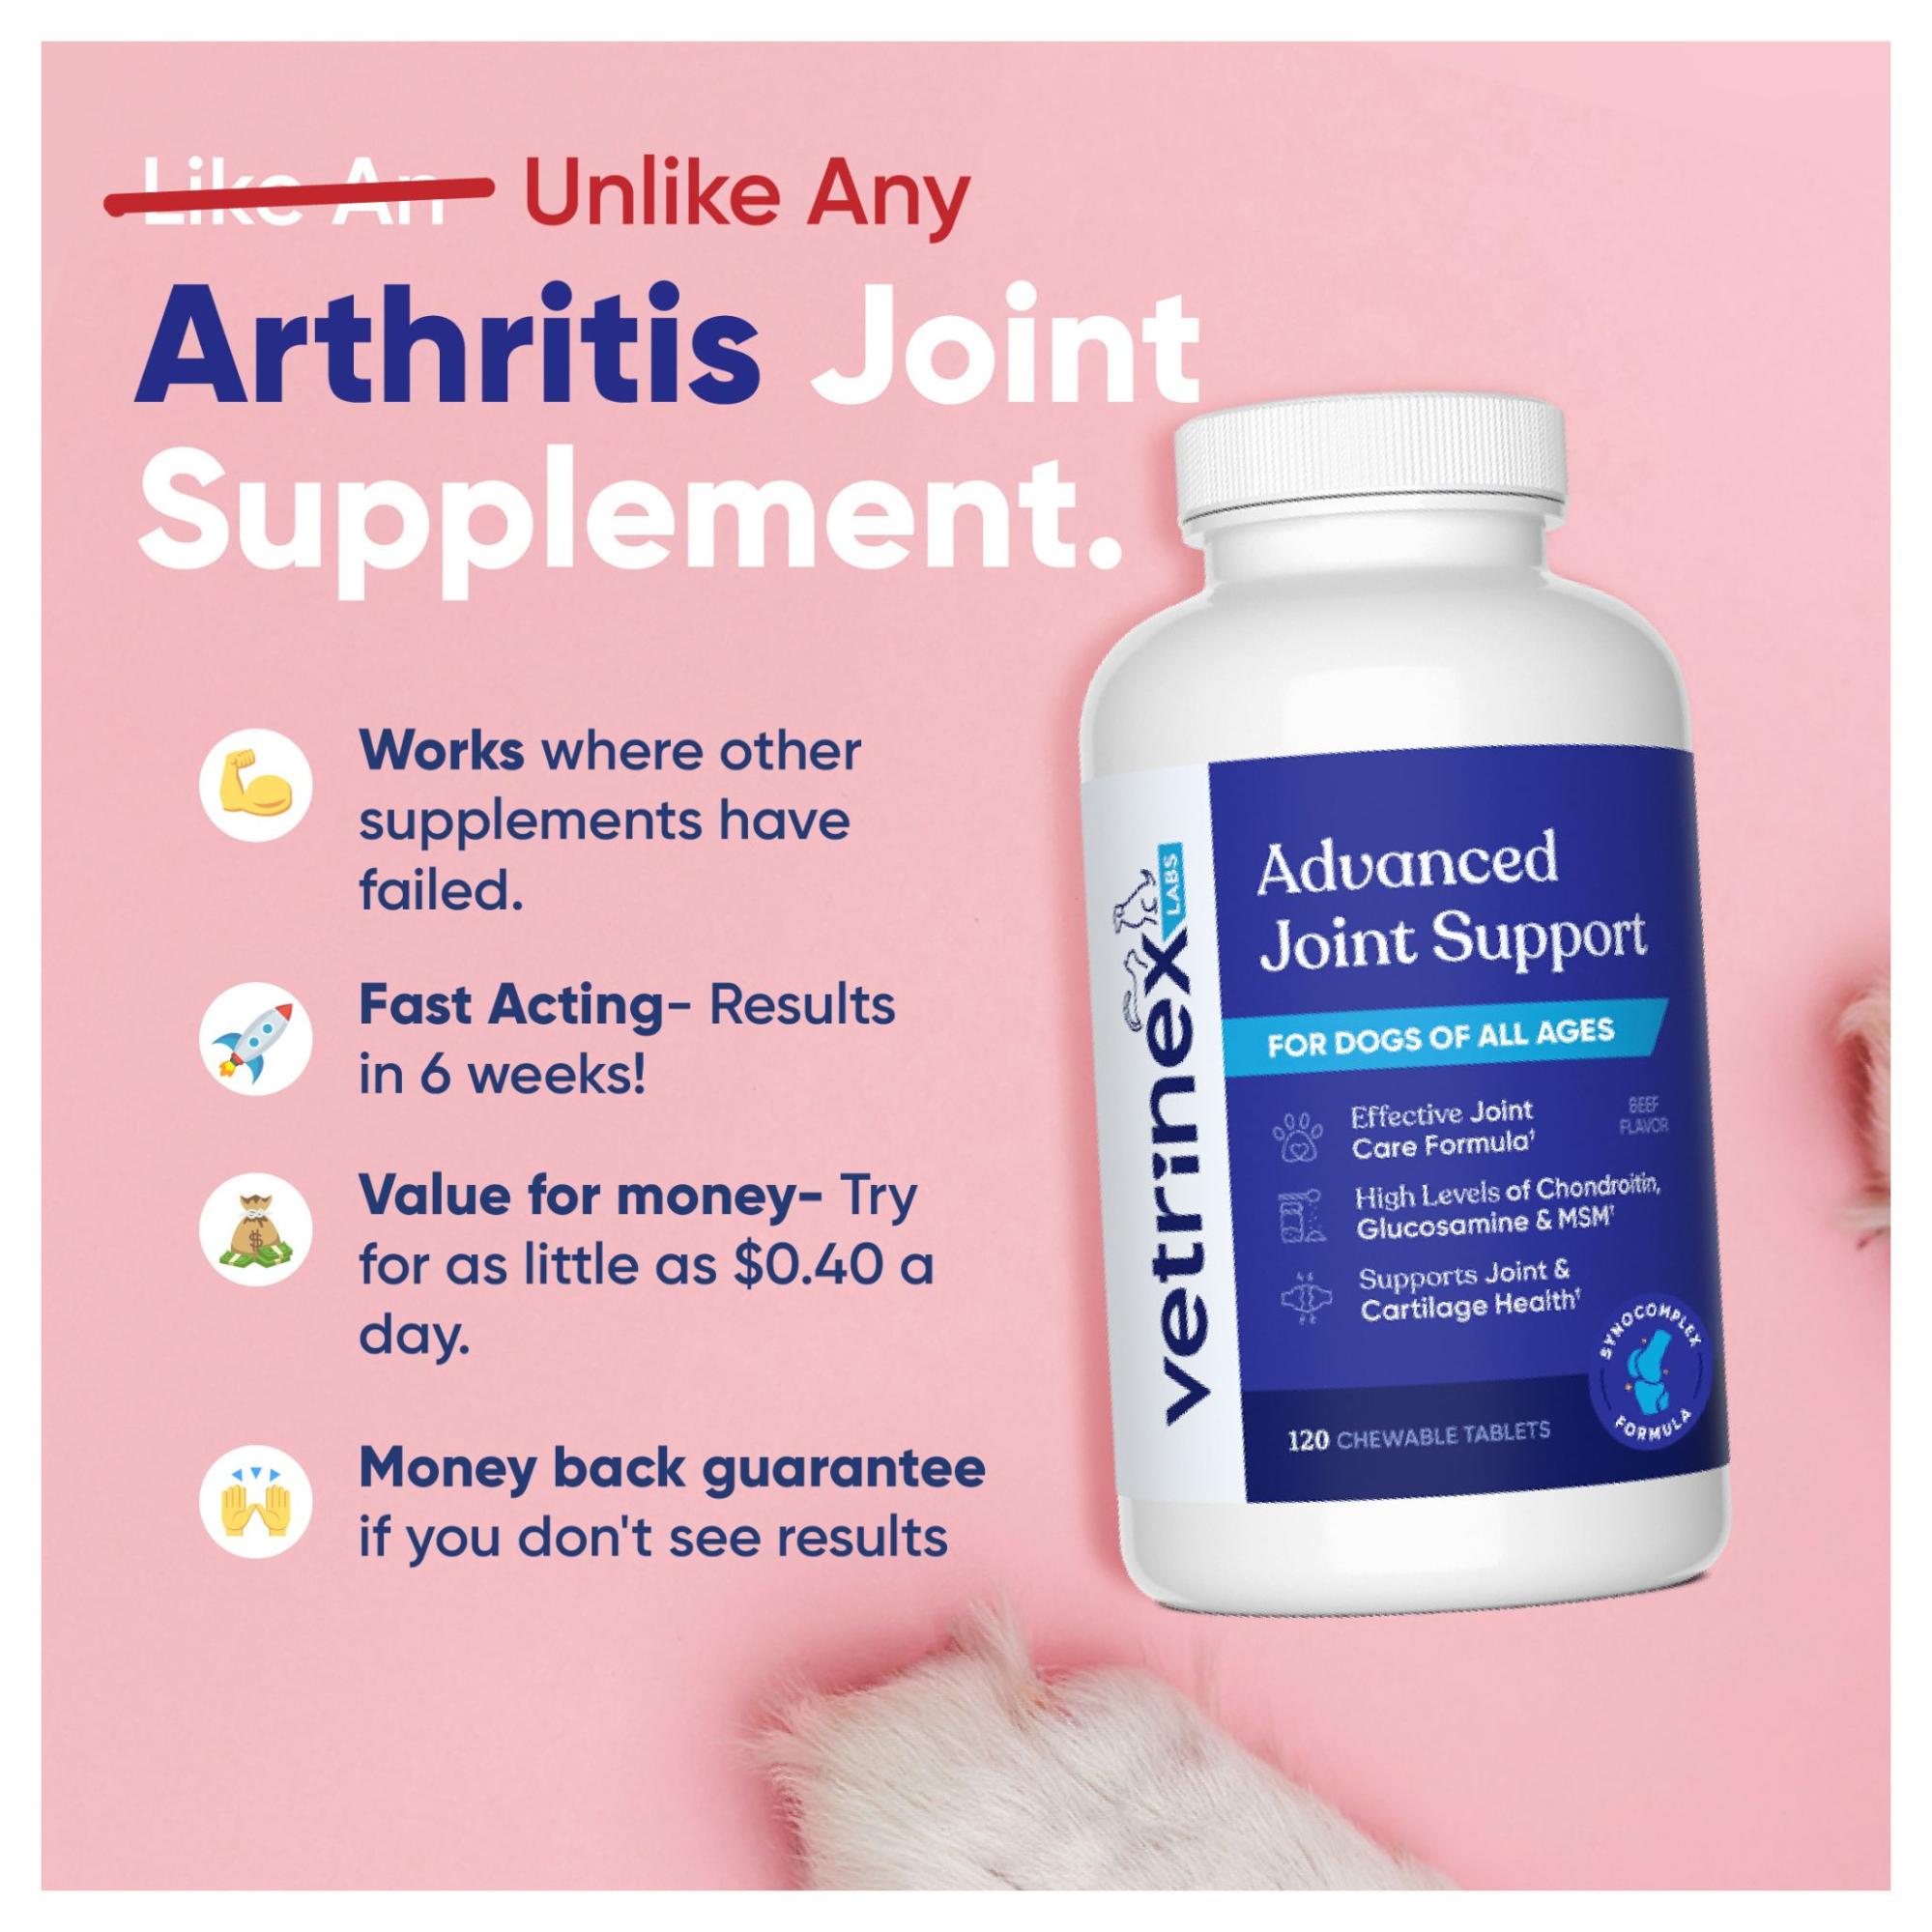 Like An Unlike Any
Arthritis Joint
Supplement.
Works where other
supplements have
failed.
Fast Acting- Results
in 6 weeks!
Value for money- Try
for as little as $0.40 a
day.
Money back guarantee
if you don't see results
vetrinex LABS
Advanced
Joint Support
FOR DOGS OF ALL AGES
Effective Joint
Care Formula†
BEEF
FLAVOR
High Levels of Chondroitin,
Glucosamine & MSM†
Supports Joint &
Cartilage Health†
SYNOCOMPLEX
FORMULA
120 CHEWABLE TABLETS